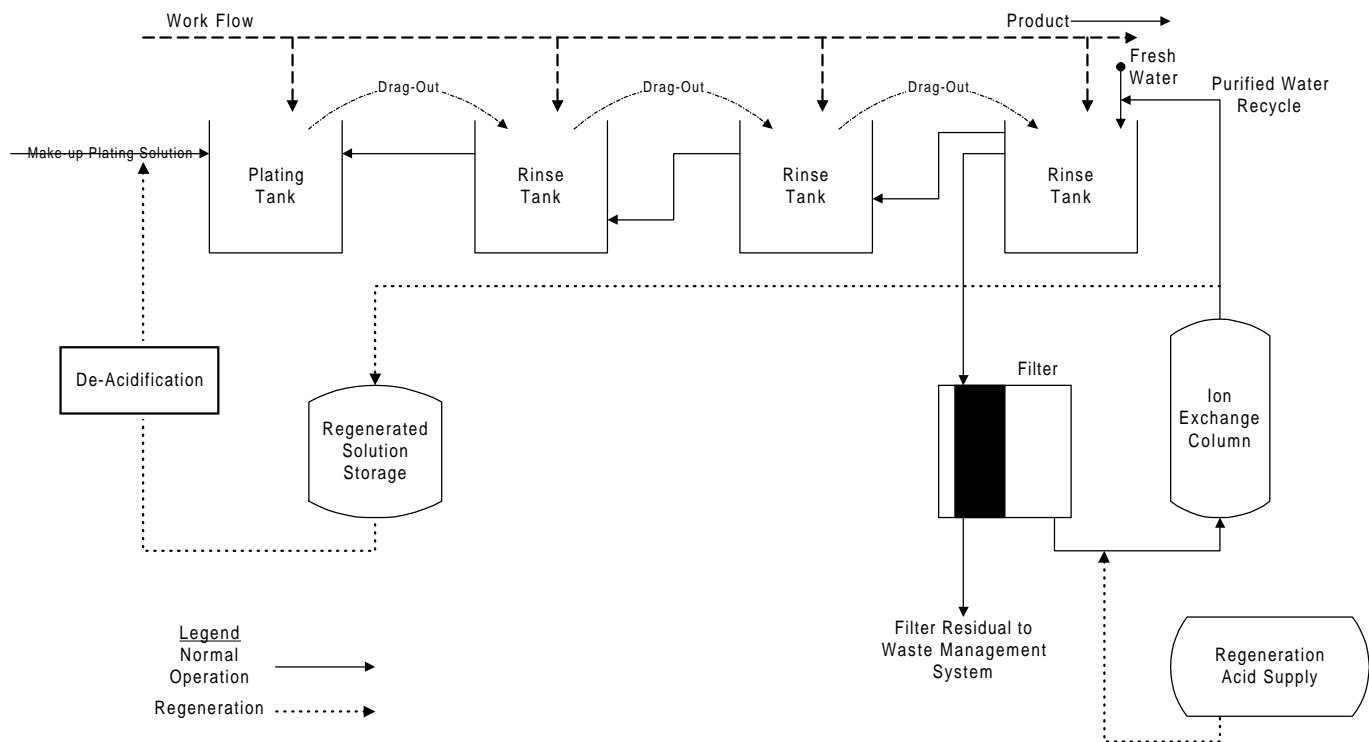 Work Flow
Product
Fresh
Water
Purified Water
Recycle
Drag-Out
Drag-Out
Drag-Out
Make-up Plating Solution
Plating
Tank
Rinse
Tank
Rinse
Tank
Rinse
Tank
De-Acidification
Regenerated
Solution
Storage
Filter
Ion
Exchange
Column
Filter Residual to
Waste Management
System
Regeneration
Acid Supply
Legend
Normal
Operation
Regeneration